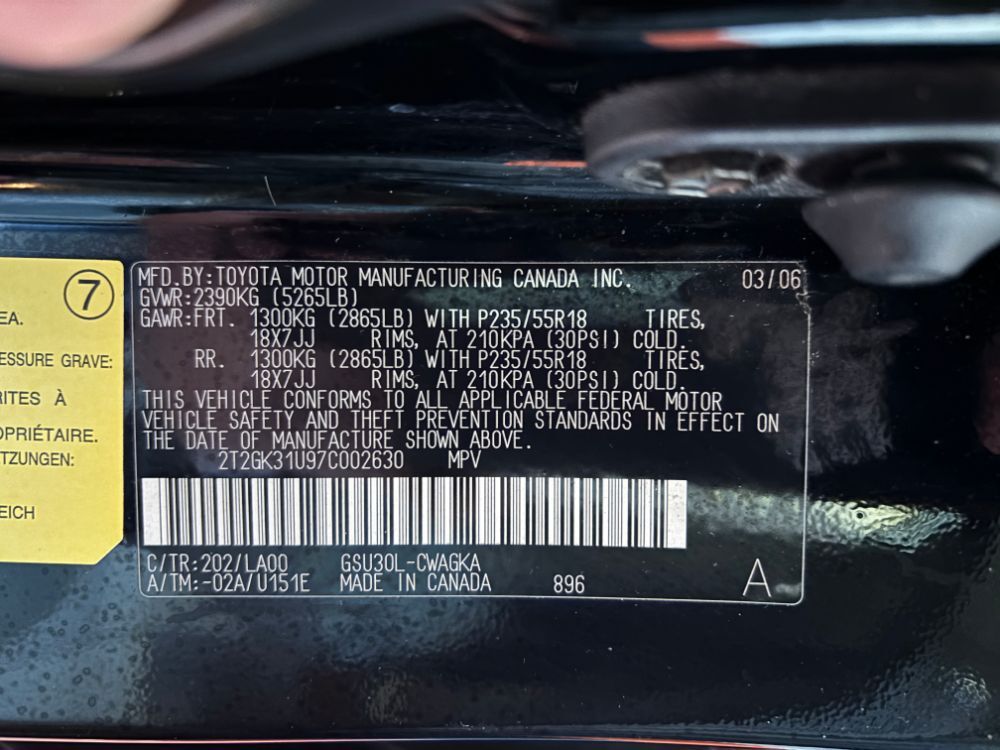 7
EA.
ESSURE GRAVE:
RITES À
OPRIÉTAIRE.
TZUNGEN:
EICH
MFD.BY:TOYOTA MOTOR MANUFACTURING CANADA INC. 03/06
GVWR:2390KG (5265LB)
GAWR:FRT. 1300KG (2865LB) WITH P235/55R18 TIRES,
18X7JJ RIMS, AT 210KPA (30PSI) COLD.
RR. 1300KG (2865LB) WITH P235/55R18 TIRES,
18X7JJ RIMS, AT 210KPA (30PSI) COLD.
THIS VEHICLE CONFORMS TO ALL APPLICABLE FEDERAL MOTOR
VEHICLE SAFETY AND THEFT PREVENTION STANDARDS IN EFFECT ON
THE DATE OF MANUFACTURE SHOWN ABOVE.
2T2GK31U97C002630 MPV
C/TR:202/LA00 GSU30L-CWAGKA
A/TM:-02A/U151E MADE IN CANADA 896 A